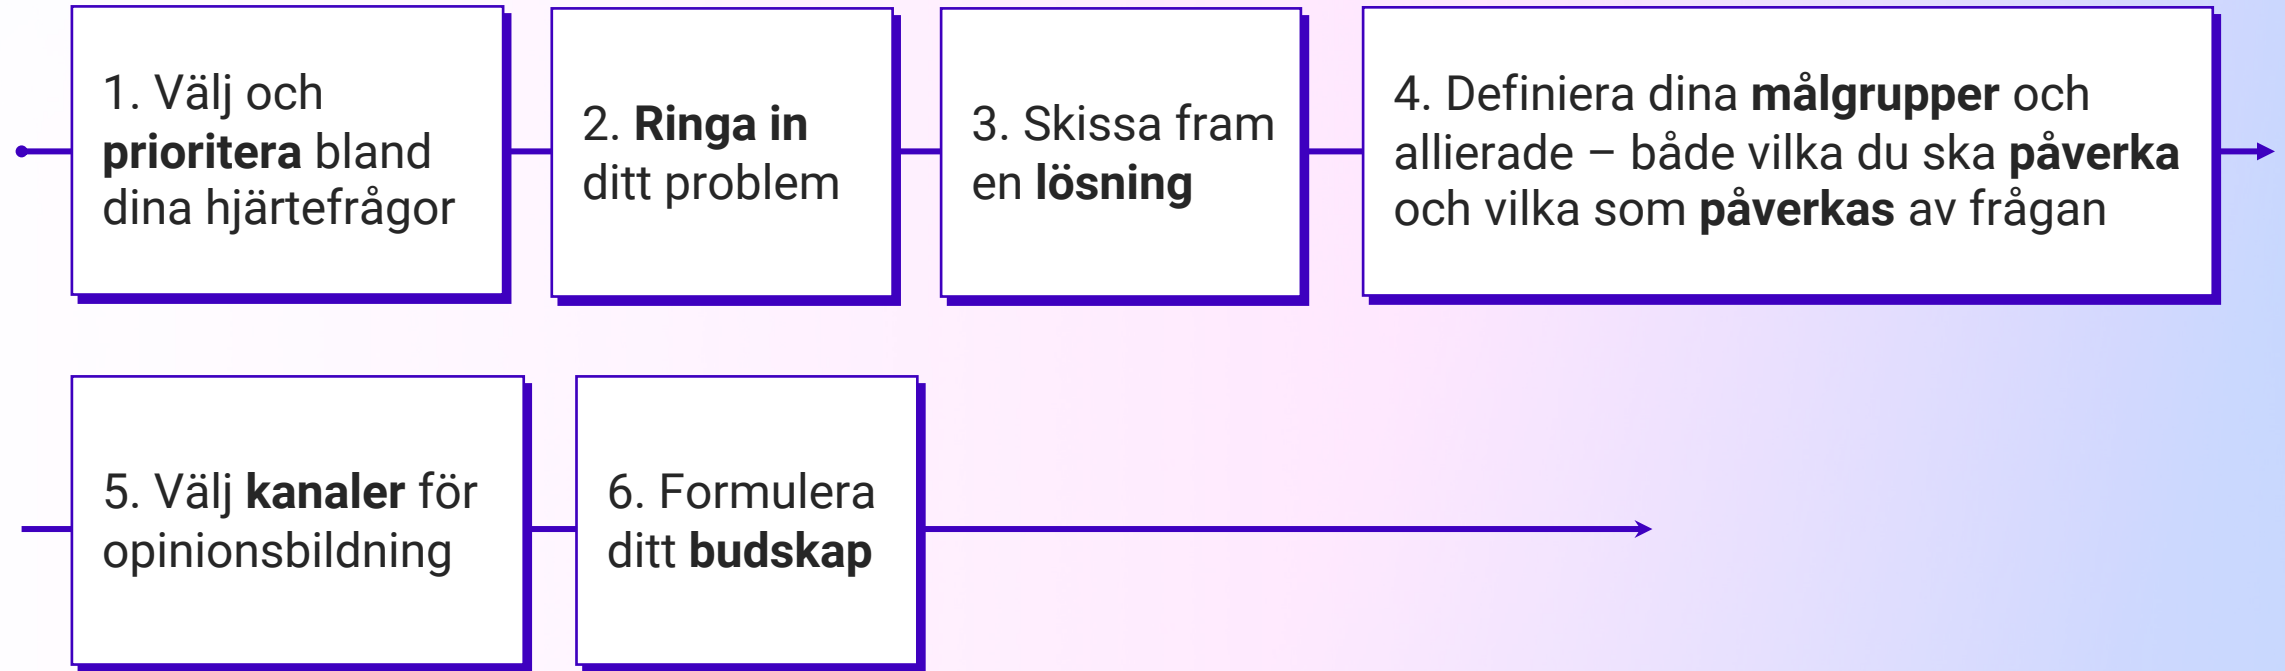 1. Välj och
prioritera bland
dina hjärtefrågor
2. Ringa in
ditt problem
3. Skissa fram
en lösning
4. Definiera dina målgrupper och
allierade – både vilka du ska påverka
och vilka som påverkas av frågan
5. Välj kanaler för
opinionsbildning
6. Formulera
ditt budskap